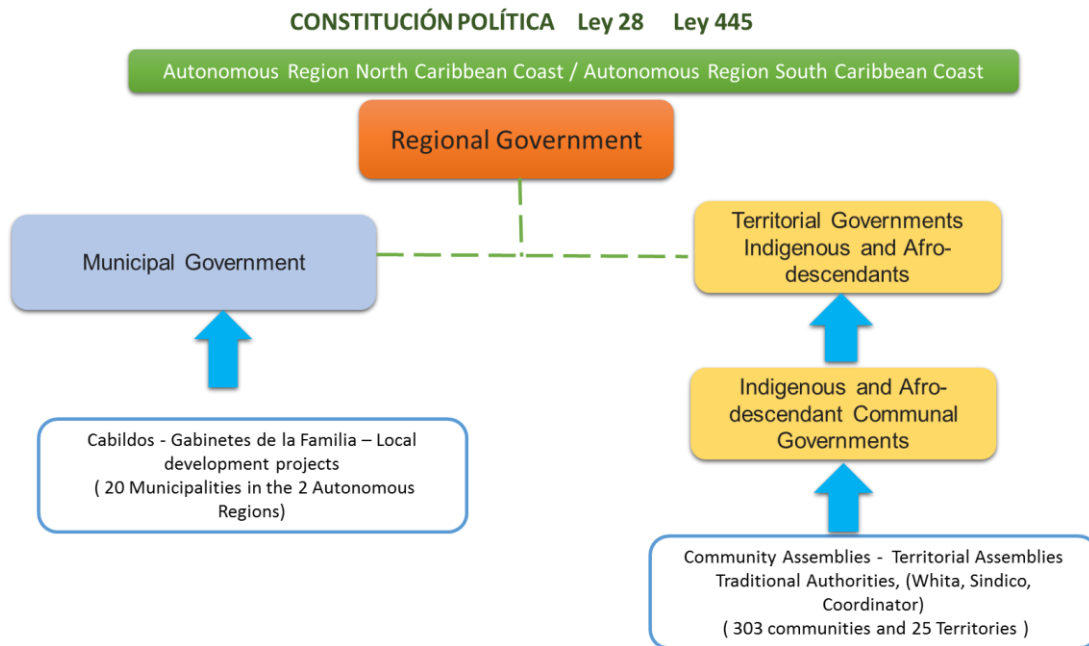 CONSTITUCIÓN POLÍTICA Ley 28 Ley 445
Autonomous Region North Caribbean Coast / Autonomous Region South Caribbean Coast
Regional Government
Municipal Government
Territorial Governments
Indigenous and Afro-
descendants
Indigenous and Afro-
descendant Communal
Governments
Cabildos - Gabinetes de la Familia – Local
development projects
( 20 Municipalities in the 2 Autonomous
Regions)
Community Assemblies - Territorial Assemblies
Traditional Authorities, (Whita, Sindico,
Coordinator)
( 303 communities and 25 Territories )